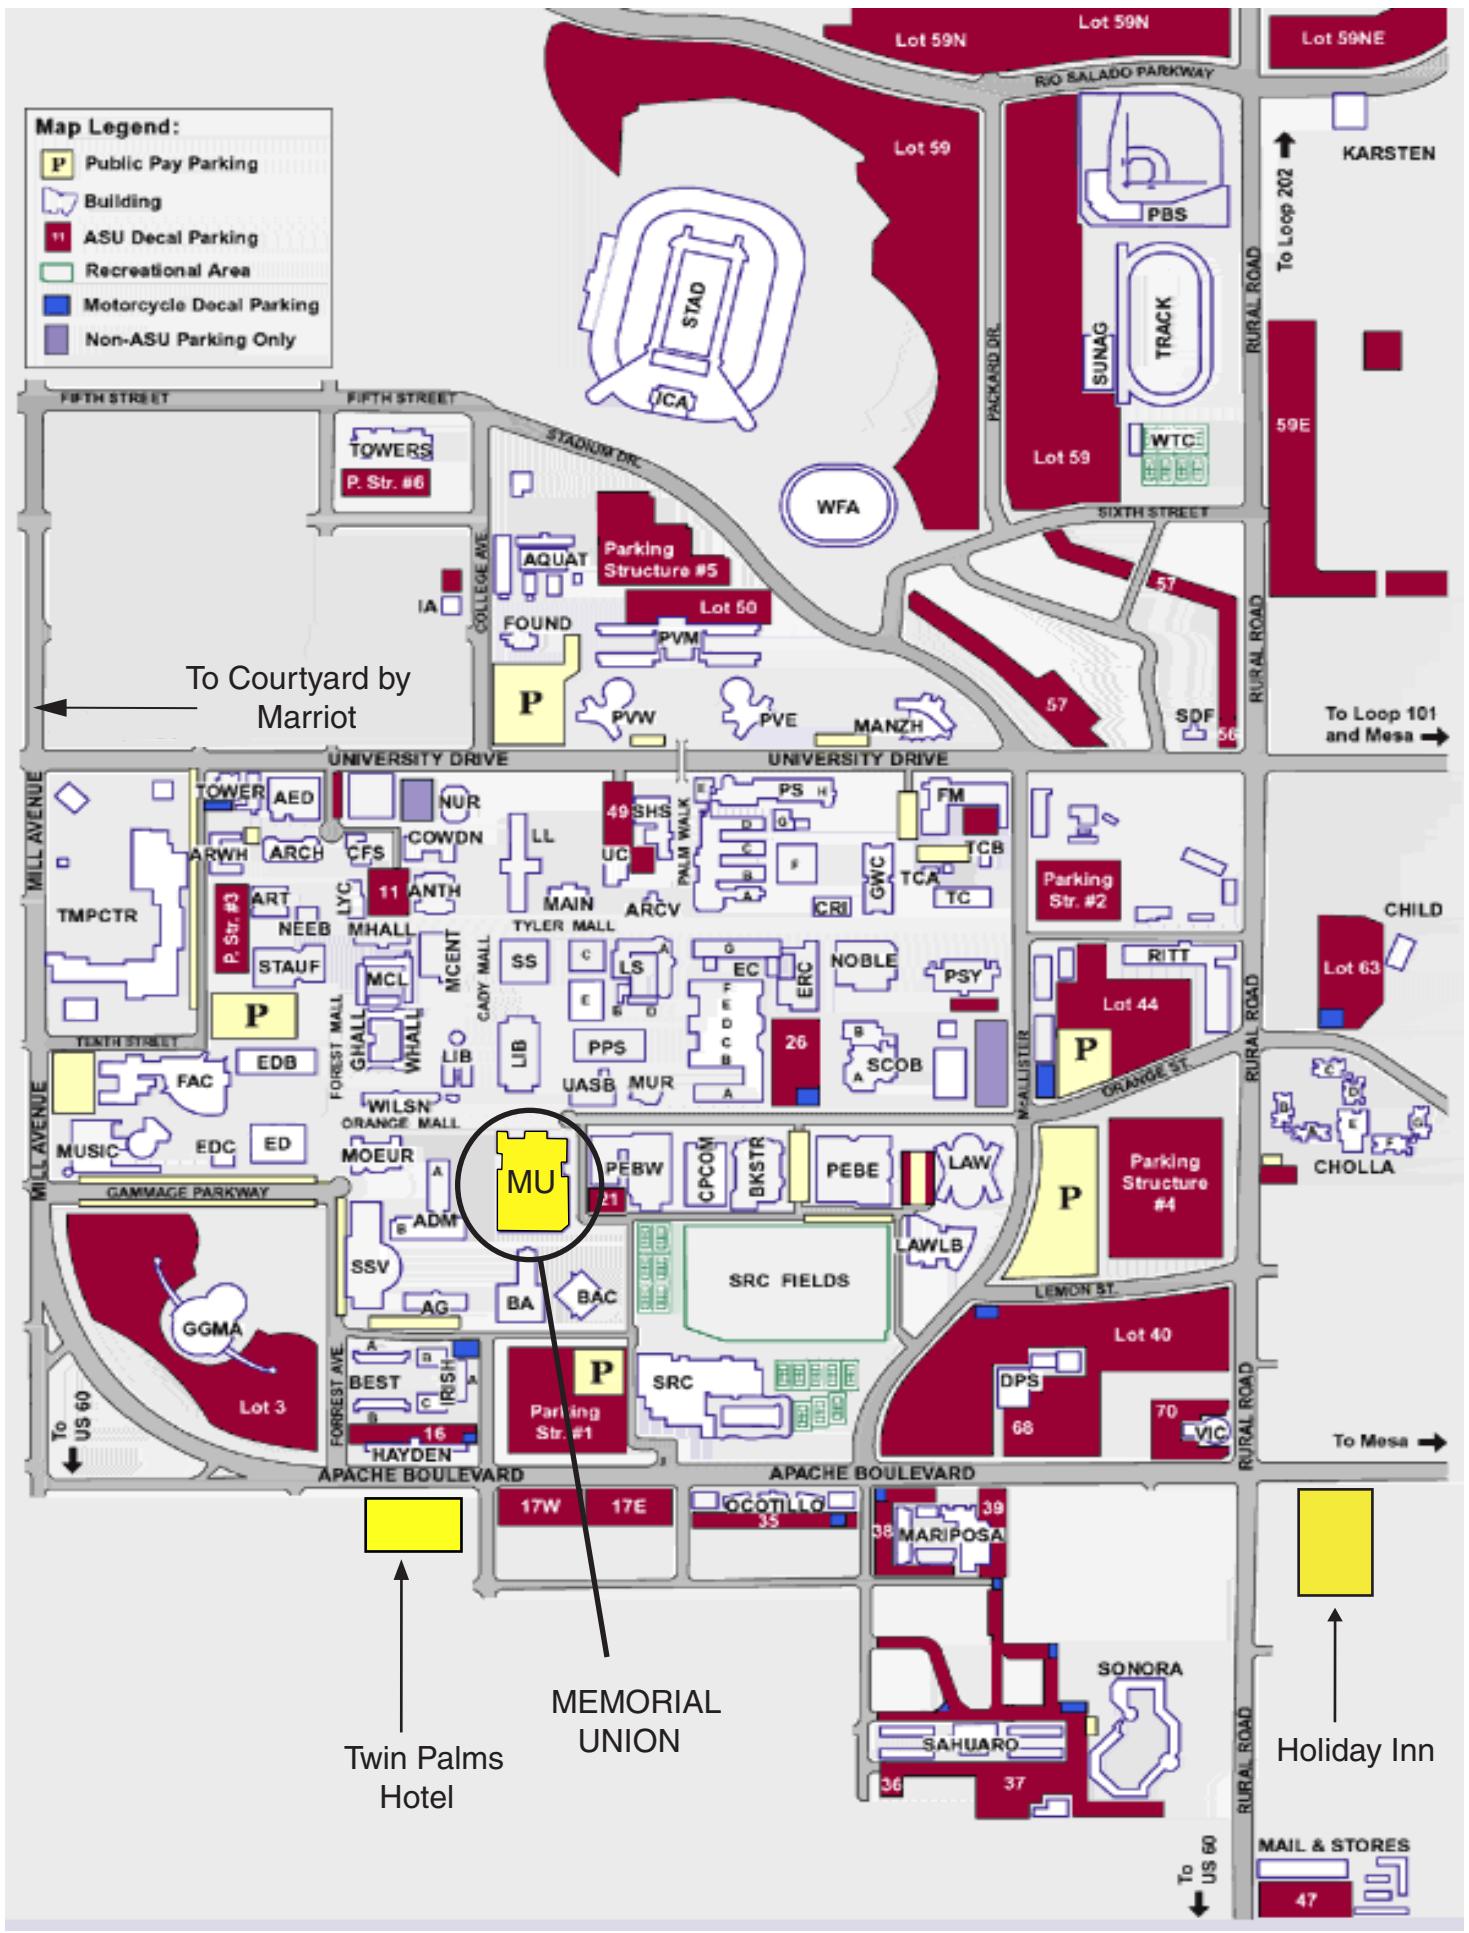 Lot 59N
Lot 59N
Lot 59NE
RIO SALADO PARKWAY
Map Legend:
P Public Pay Parking
Building
11 ASU Decal Parking
Recreational Area
Motorcycle Decal Parking
Non-ASU Parking Only
Lot 59
To Loop 202
KARSTEN
PBS
RURAL ROAD
STAD
ICA
PACKARD DR.
SUNAG
TRACK
FIFTH STREET
FIFTH STREET
STADIUM DR.
TOWERS
P. Str. #6
WTC
59E
Lot 59
WFA
SIXTH STREET
COLLEGE AVE
AQUAT
Parking
Structure #5
57
IA
Lot 50
FOUND
PVM
RURAL ROAD
To Courtyard by
Marriot
P
PVW
PVE
MANZH
57
SDF
56
To Loop 101
and Mesa
UNIVERSITY DRIVE
UNIVERSITY DRIVE
MILL AVENUE
TOWER
AED
NUR
49
SHS
PALM WALK
E
PS
H
FM
D
G
ARWH
ARCH
CFS
COWDN
LL
UC
C
F
GWC
TCB
TCA
B
A
Parking
Str. #2
TMPCTR
P. Str. #3
ART
LYC
11
ANTH
MAIN
ARCV
CRI
TC
CHILD
NEEB
MHALL
TYLER MALL
STAUF
MCL
MCENT
CADY MALL
SS
C
LS
A
G
EC
ERC
NOBLE
PSY
RITT
Lot 63
E
B
D
F
E
D
C
B
A
Lot 44
P
FOREST MALL
GHALL
WHALL
LIB
LIB
PPS
26
B
SCOB
A
P
TENTH STREET
EDB
FAC
UASB
MUR
McALLISTER
ORANGE ST.
RURAL ROAD
WILSN
ORANGE MALL
MILL AVENUE
MUSIC
EDC
ED
MOEUR
A
MU
PEBW
21
CPCOM
BKSTR
PEBE
LAW
P
Parking
Structure
#4
C
D
B
A
E
F
G
CHOLLA
GAMMAGE PARKWAY
B
ADM
SSV
LAWLB
SRC FIELDS
AG
BA
BAC
LEMON ST.
GGMA
Lot 40
To
US 60
Lot 3
FORREST AVE.
A
B
BEST
IRISH
A
C
B
16
HAYDEN
P
Parking
Str. #1
SRC
DPS
68
70
VIC
RURAL ROAD
To Mesa
APACHE BOULEVARD
APACHE BOULEVARD
17W
17E
OCOTILLO
35
38
39
MARIPOSA
SONORA
MEMORIAL
UNION
Twin Palms
Hotel
SAHUARO
36
37
RURAL ROAD
Holiday Inn
To
US 60
MAIL & STORES
47